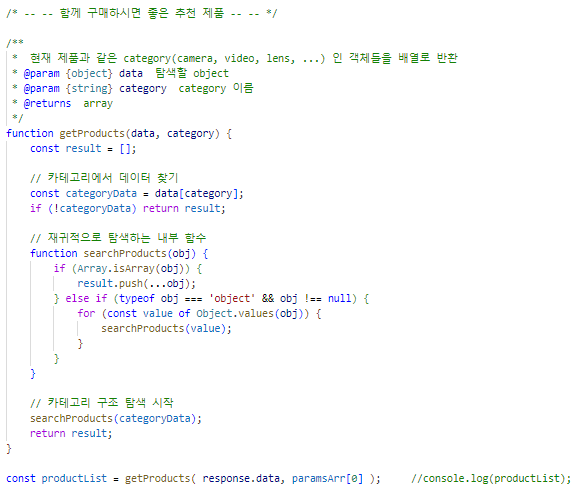 /* -- -- 함께 구매하시면 좋은 추천 제품 -- -- */
/**
 *  현재 제품과 같은 category(camera, video, lens, ...) 인 객체들을 배열로 반환
 * @param {object} data  탐색할 object
 * @param {string} category  category 이름
 * @returns  array
 */
function getProducts(data, category) {
    const result = [];
    // 카테고리에서 데이터 찾기
    const categoryData = data[category];
    if (!categoryData) return result;
    // 재귀적으로 탐색하는 내부 함수
    function searchProducts(obj) {
        if (Array.isArray(obj)) {
            result.push(...obj);
        } else if (typeof obj === 'object' && obj !== null) {
            for (const value of Object.values(obj)) {
                searchProducts(value);
            }
        }
    }
    // 카테고리 구조 탐색 시작
    searchProducts(categoryData);
    return result;
}
const productList = getProducts( response.data, paramsArr[0] );     //console.log(productList);